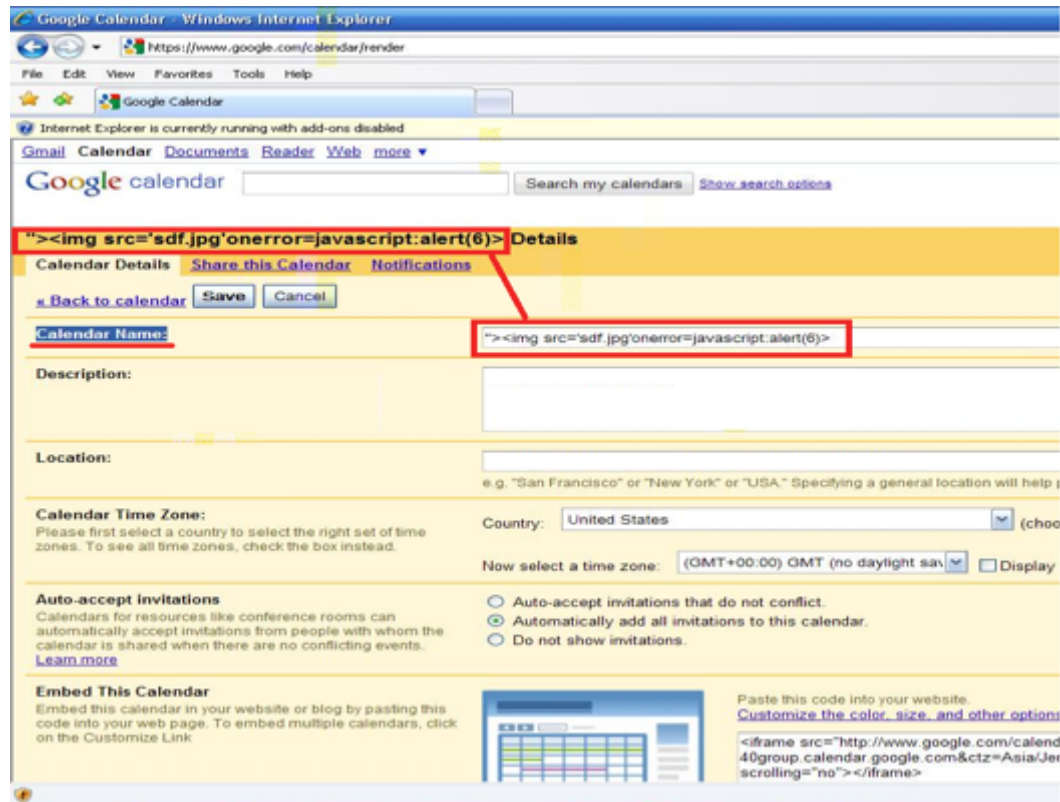 Google Calendar - Windows Internet Explorer
https://www.google.com/calendar/render
File Edit View Favorites Tools Help
Google Calendar
Internet Explorer is currently running with add-ons disabled
Gmail Calendar Documents Reader Web more ▼
Google calendar Search my calendars Show search options
"><img src='sdf.jpg'onerror=javascript:alert(6)> Details
Calendar Details Share this Calendar Notifications
« Back to calendar Save Cancel
Calendar Name: "><img src='sdf.jpg'onerror=javascript:alert(6)>
Description:
Location:
e.g. "San Francisco" or "New York" or "USA." Specifying a general location will help
Calendar Time Zone:
Please first select a country to select the right set of time
zones. To see all time zones, check the box instead.
Country: United States (choo
Now select a time zone: (GMT+00:00) GMT (no daylight sav Display
Auto-accept invitations
Calendars for resources like conference rooms can
automatically accept invitations from people with whom the
calendar is shared when there are no conflicting events.
Learn more
Auto-accept invitations that do not conflict.
Automatically add all invitations to this calendar.
Do not show invitations.
Embed This Calendar
Embed this calendar in your website or blog by pasting this
code into your web page. To embed multiple calendars, click
on the Customize Link
Paste this code into your website.
Customize the color, size, and other options
<iframe src="http://www.google.com/calend
40group.calendar.google.com&ctz=Asia/Jer
scrolling="no"></iframe>